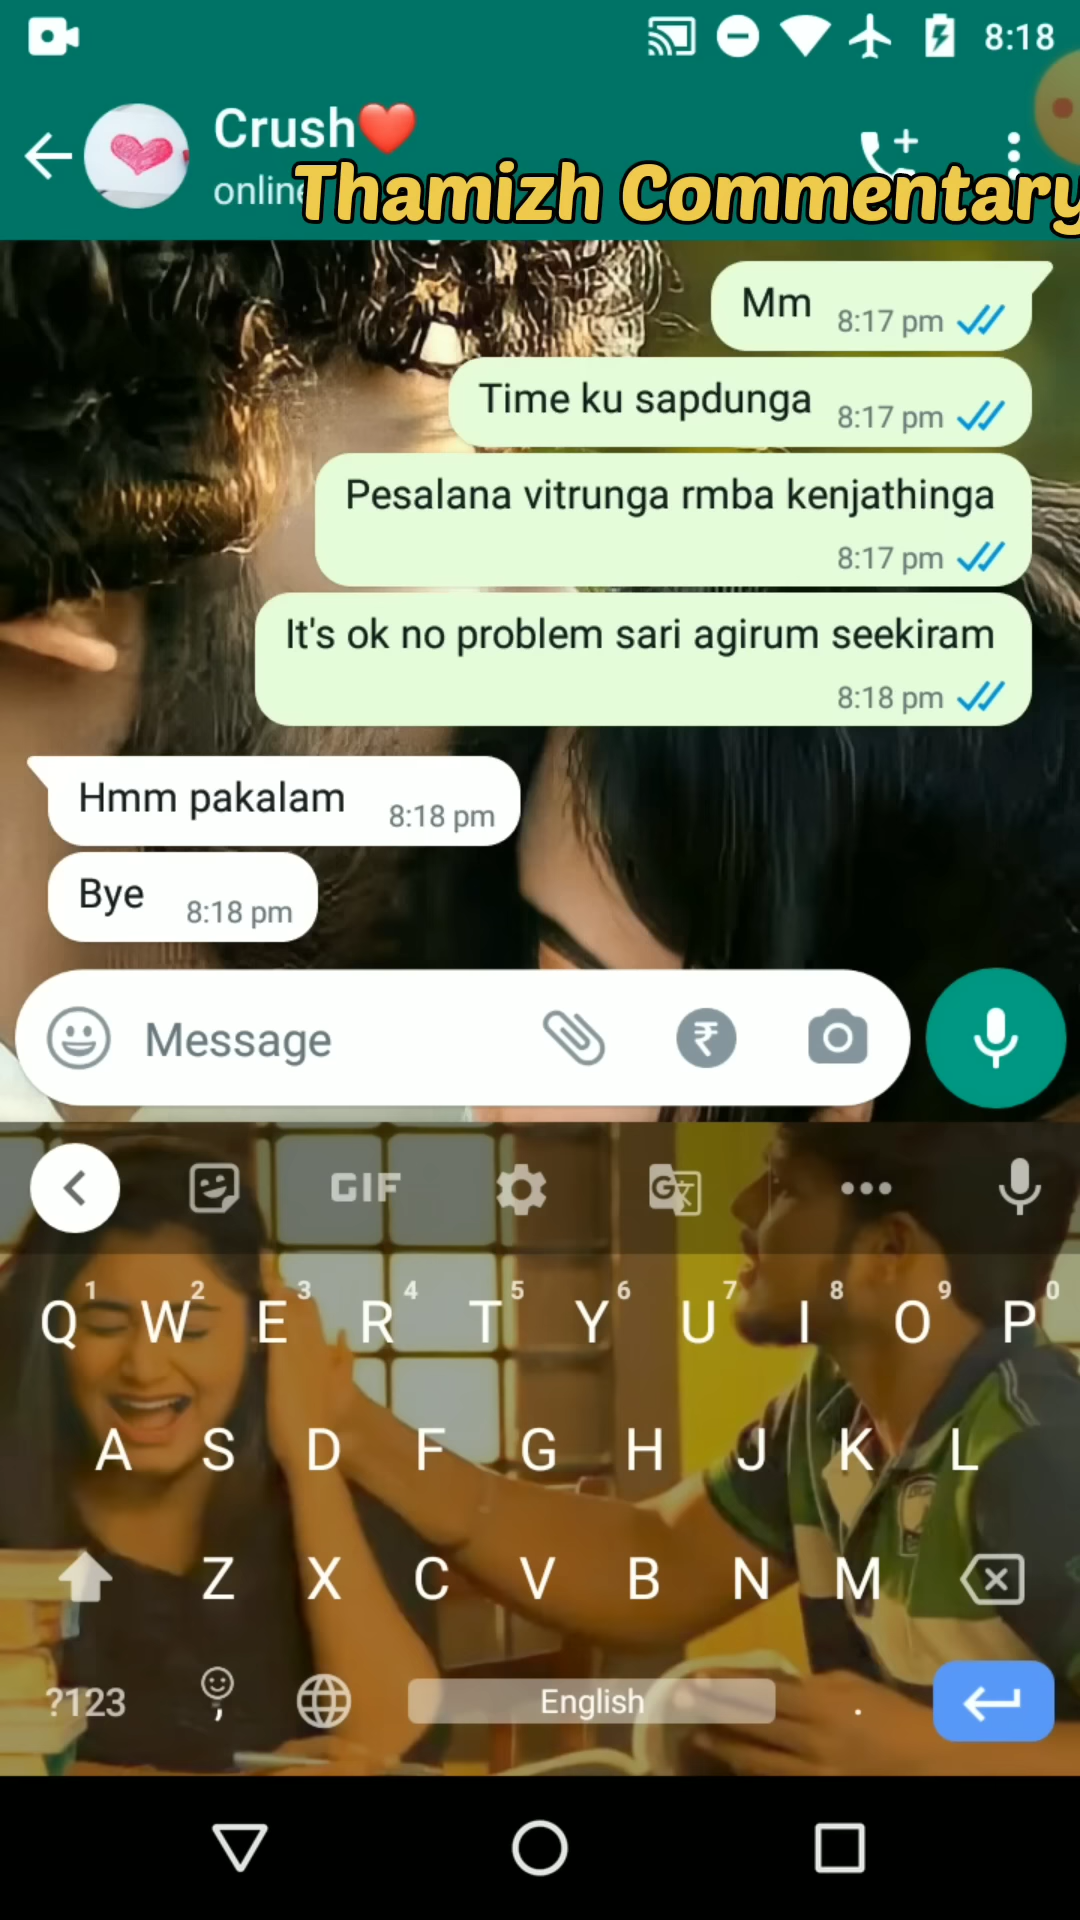 8:18
Crush❤️
online
Thamizh Commentary
Mm 8:17 pm
Time ku sapdunga 8:17 pm
Pesalana vitrunga rmba kenjathinga
8:17 pm
It's ok no problem sari agirum seekiram
8:18 pm
Hmm pakalam 8:18 pm
Bye 8:18 pm
Message
GIF
1 2 3 4 5 6 7 8 9 0
Q W E R T Y U I O P
A S D F G H J K L
Z X C V B N M
?123 , English .